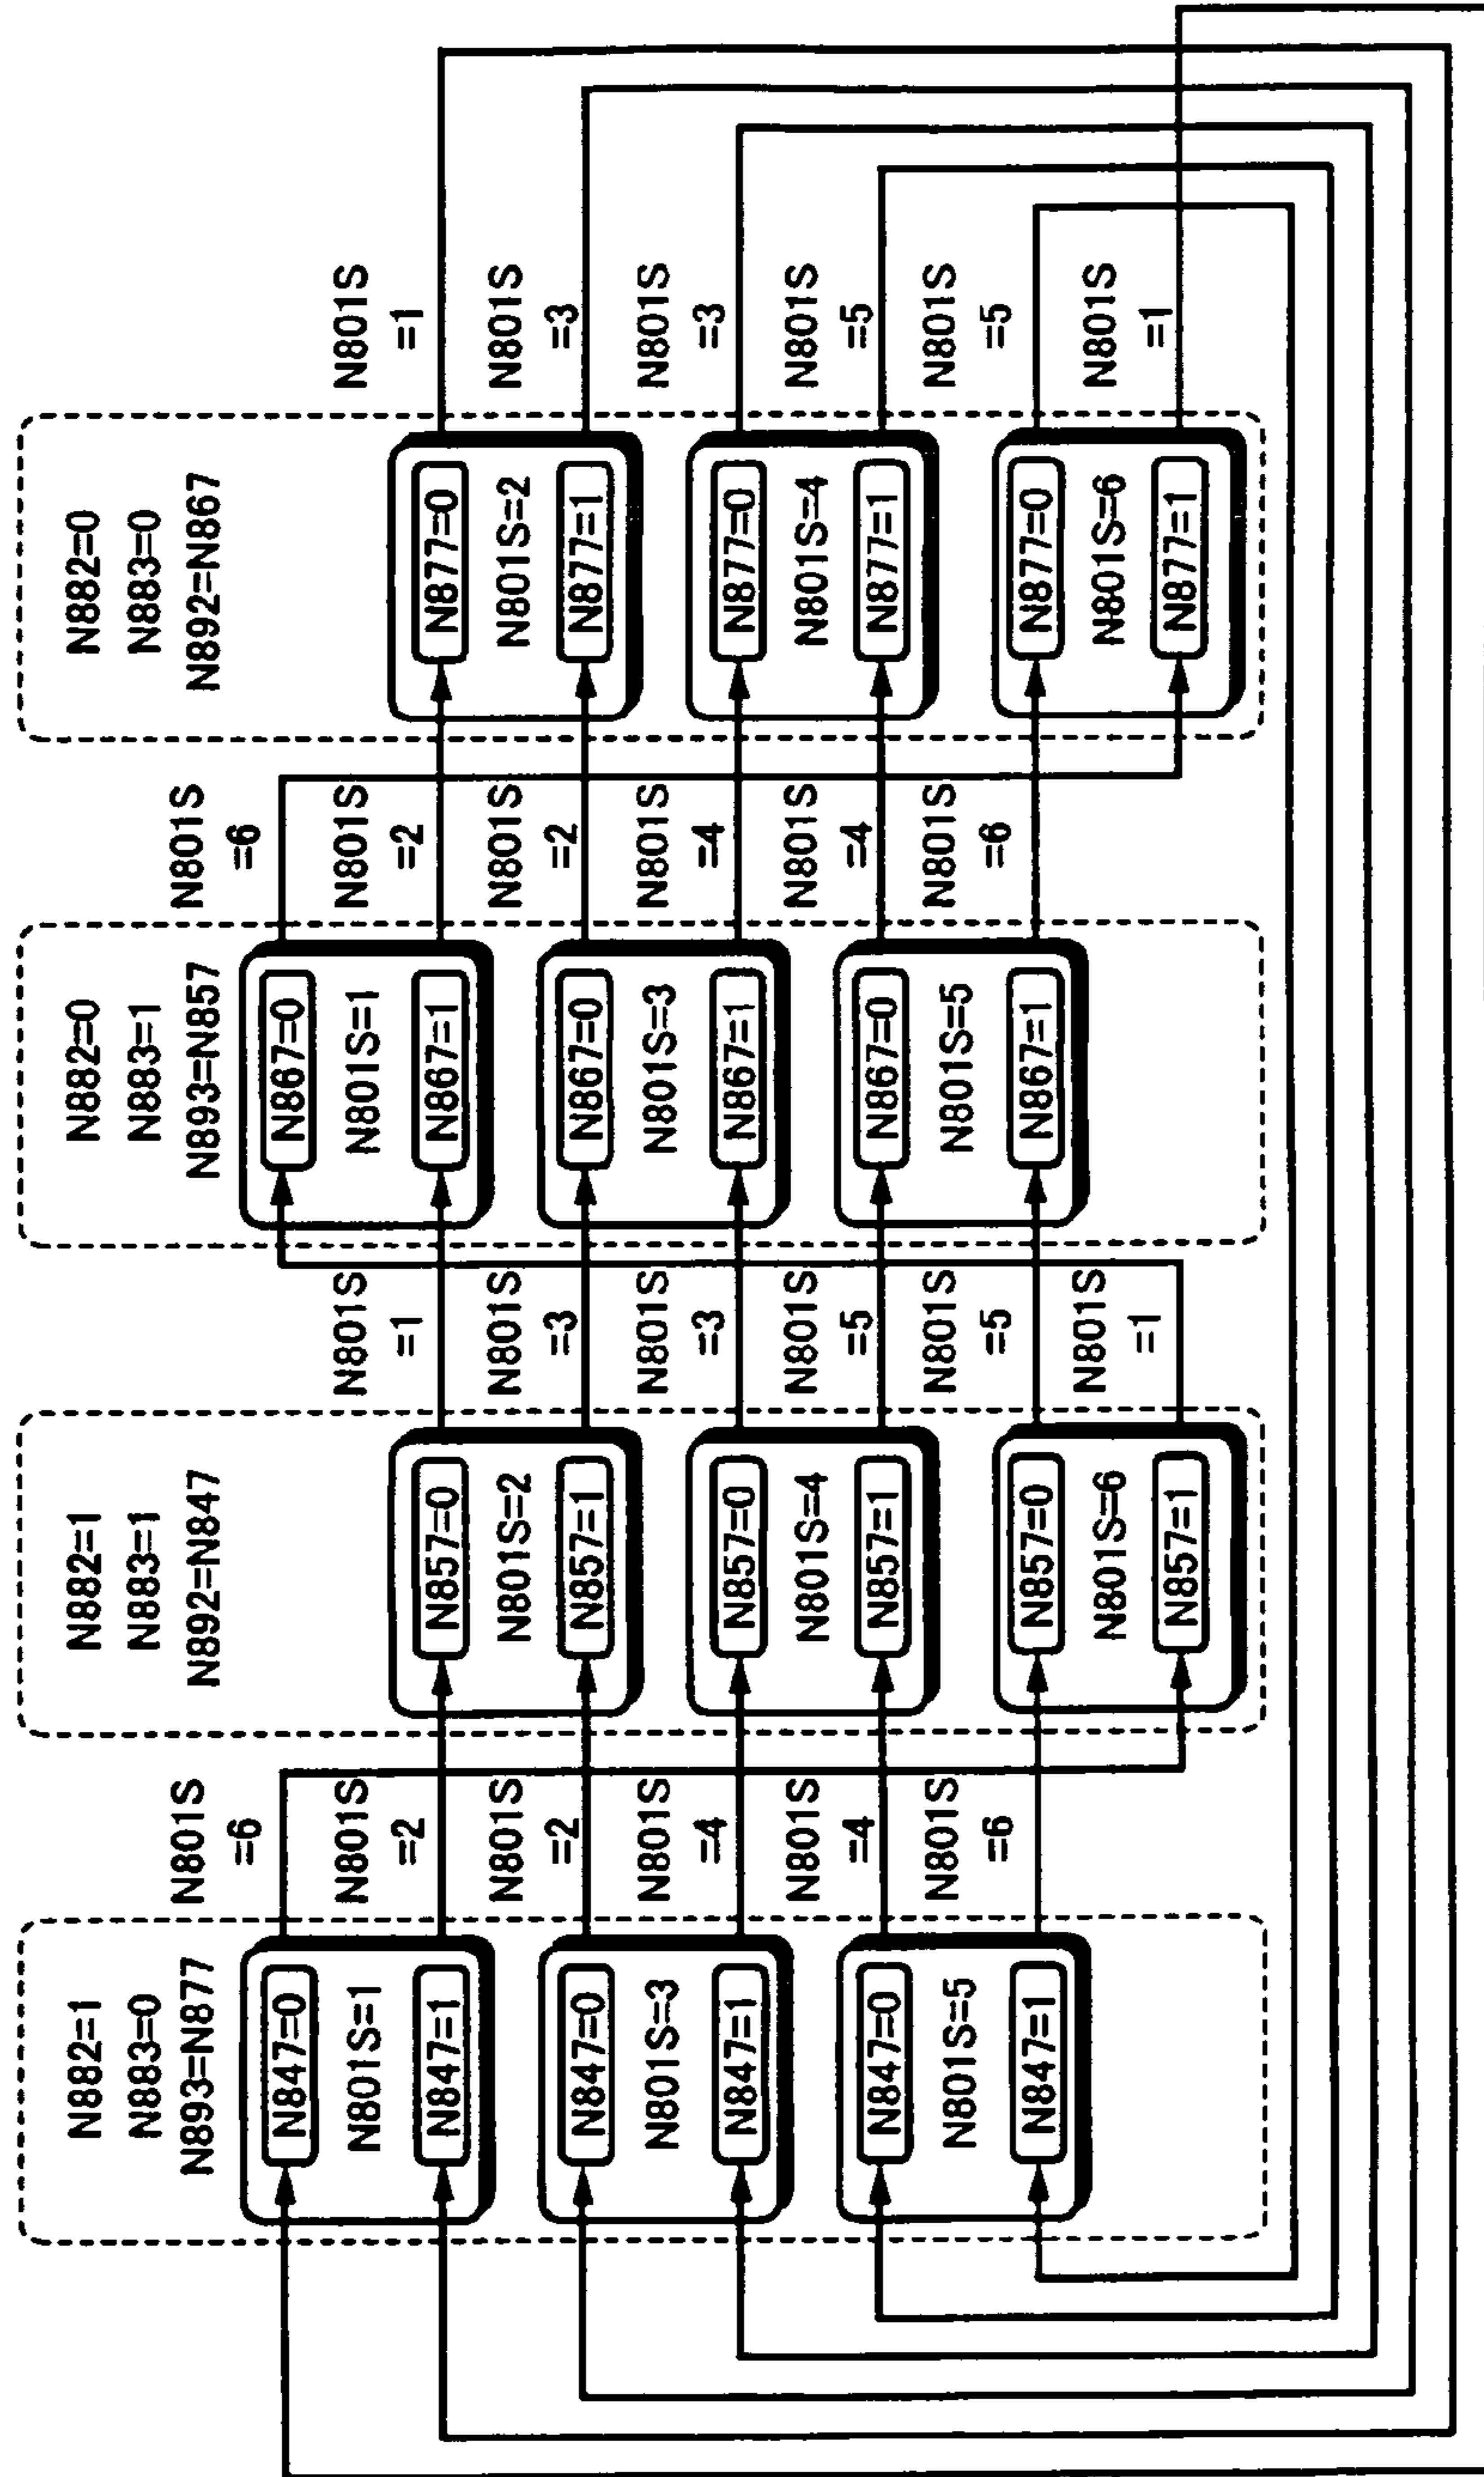 N882=1
N883=0
N893=N877
N847=0
N801S=1
N847=1
N847=0
N801S=3
N847=1
N847=0
N801S=5
N847=1
N801S
=6
N801S
=2
N801S
=2
N801S
=4
N801S
=4
N801S
=6
N882=1
N883=1
N892=N847
N857=0
N801S=2
N857=1
N857=0
N801S=4
N857=1
N857=0
N801S=6
N857=1
N801S
=1
N801S
=3
N801S
=3
N801S
=5
N801S
=5
N801S
=1
N882=0
N883=1
N893=N857
N867=0
N801S=1
N867=1
N867=0
N801S=3
N867=1
N867=0
N801S=5
N867=1
N801S
=6
N801S
=2
N801S
=2
N801S
=4
N801S
=4
N801S
=6
N882=0
N883=0
N892=N867
N877=0
N801S=2
N877=1
N877=0
N801S=4
N877=1
N877=0
N801S=6
N877=1
N801S
=1
N801S
=3
N801S
=3
N801S
=5
N801S
=5
N801S
=1